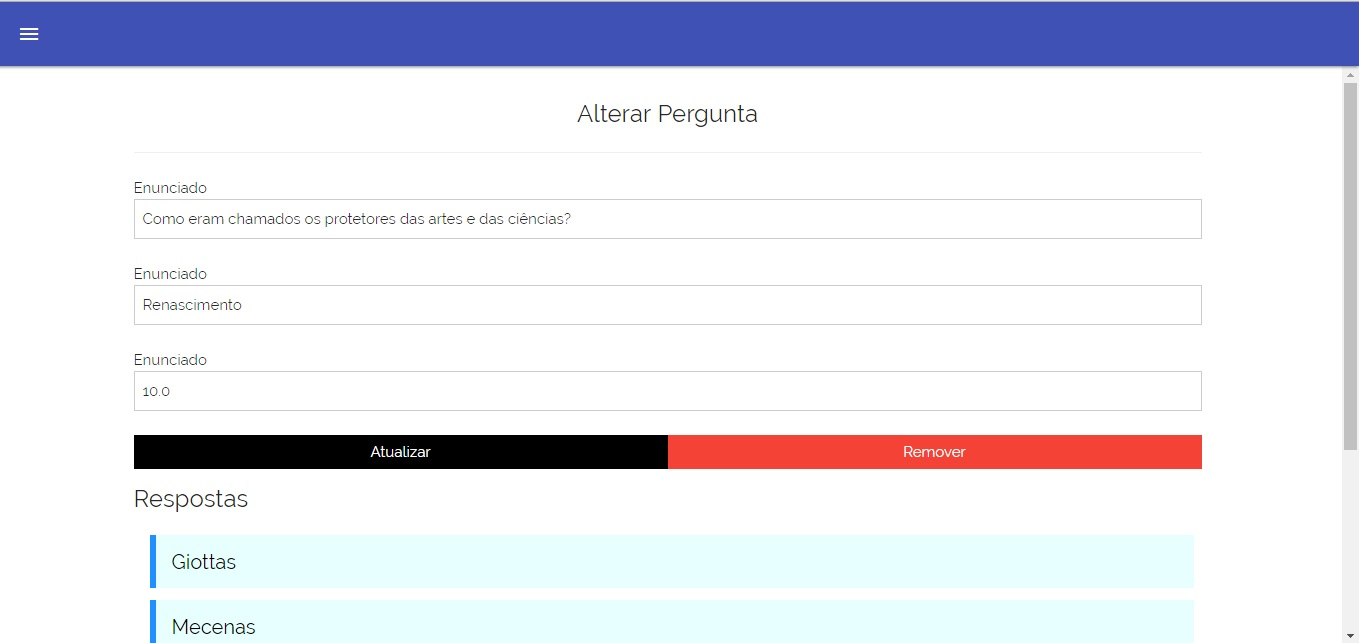 Alterar Pergunta
Enunciado
Como eram chamados os protetores das artes e das ciências?
Enunciado
Renascimento
Enunciado
10.0
Atualizar Remover
Respostas
Giottas
Mecenas